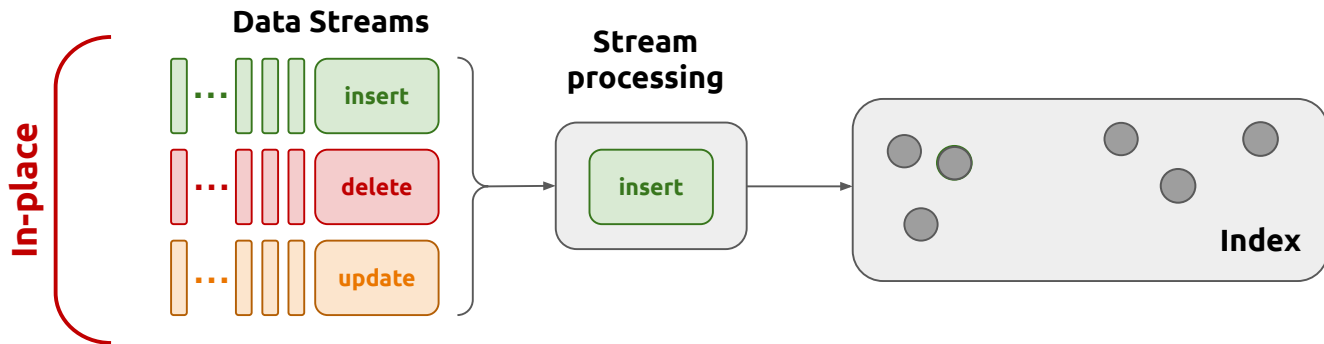 In-place
Data Streams
... insert
... delete
... update
Stream
processing
insert
Index